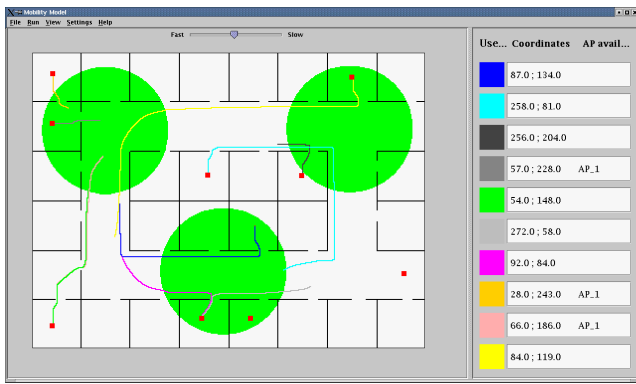 Mobility Model
File Run View Settings Help
Fast Slow
Use... Coordinates AP avail...
87.0 ; 134.0
258.0 ; 81.0
256.0 ; 204.0
57.0 ; 228.0 AP_1
54.0 ; 148.0
272.0 ; 58.0
92.0 ; 84.0
28.0 ; 243.0 AP_1
66.0 ; 186.0 AP_1
84.0 ; 119.0